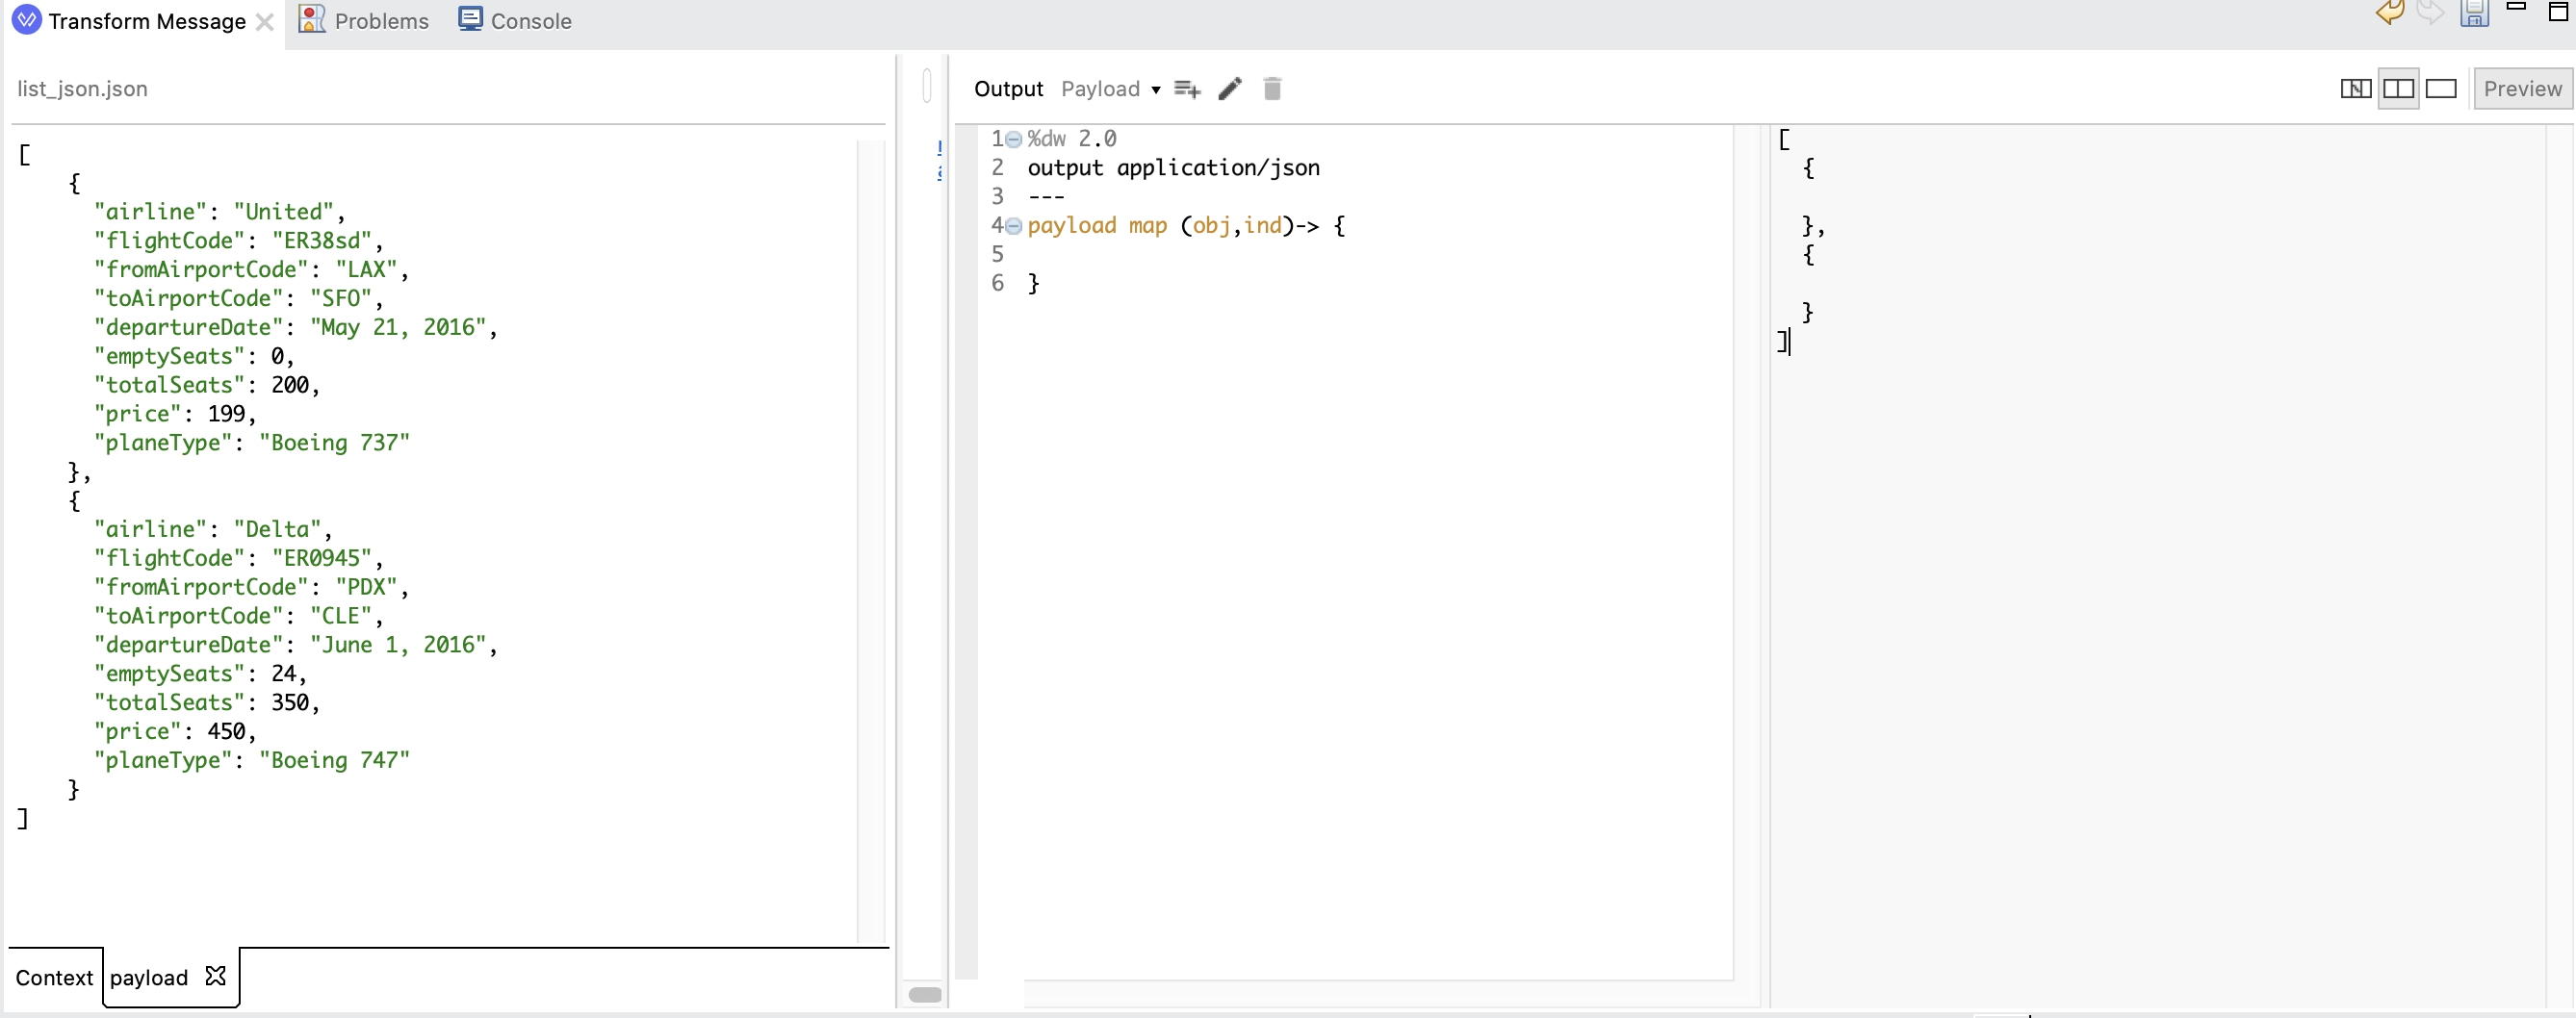 Transform Message
Problems
Console
list_json.json
[
{
"airline": "United",
"flightCode": "ER38sd",
"fromAirportCode": "LAX",
"toAirportCode": "SFO",
"departureDate": "May 21, 2016",
"emptySeats": 0,
"totalSeats": 200,
"price": 199,
"planeType": "Boeing 737"
},
{
"airline": "Delta",
"flightCode": "ER0945",
"fromAirportCode": "PDX",
"toAirportCode": "CLE",
"departureDate": "June 1, 2016",
"emptySeats": 24,
"totalSeats": 350,
"price": 450,
"planeType": "Boeing 747"
}
]
Context
payload
Output Payload
Preview
1 %dw 2.0
2 output application/json
3 ---
4 payload map (obj,ind)-> {
5
6 }
[
{
},
{
}
]